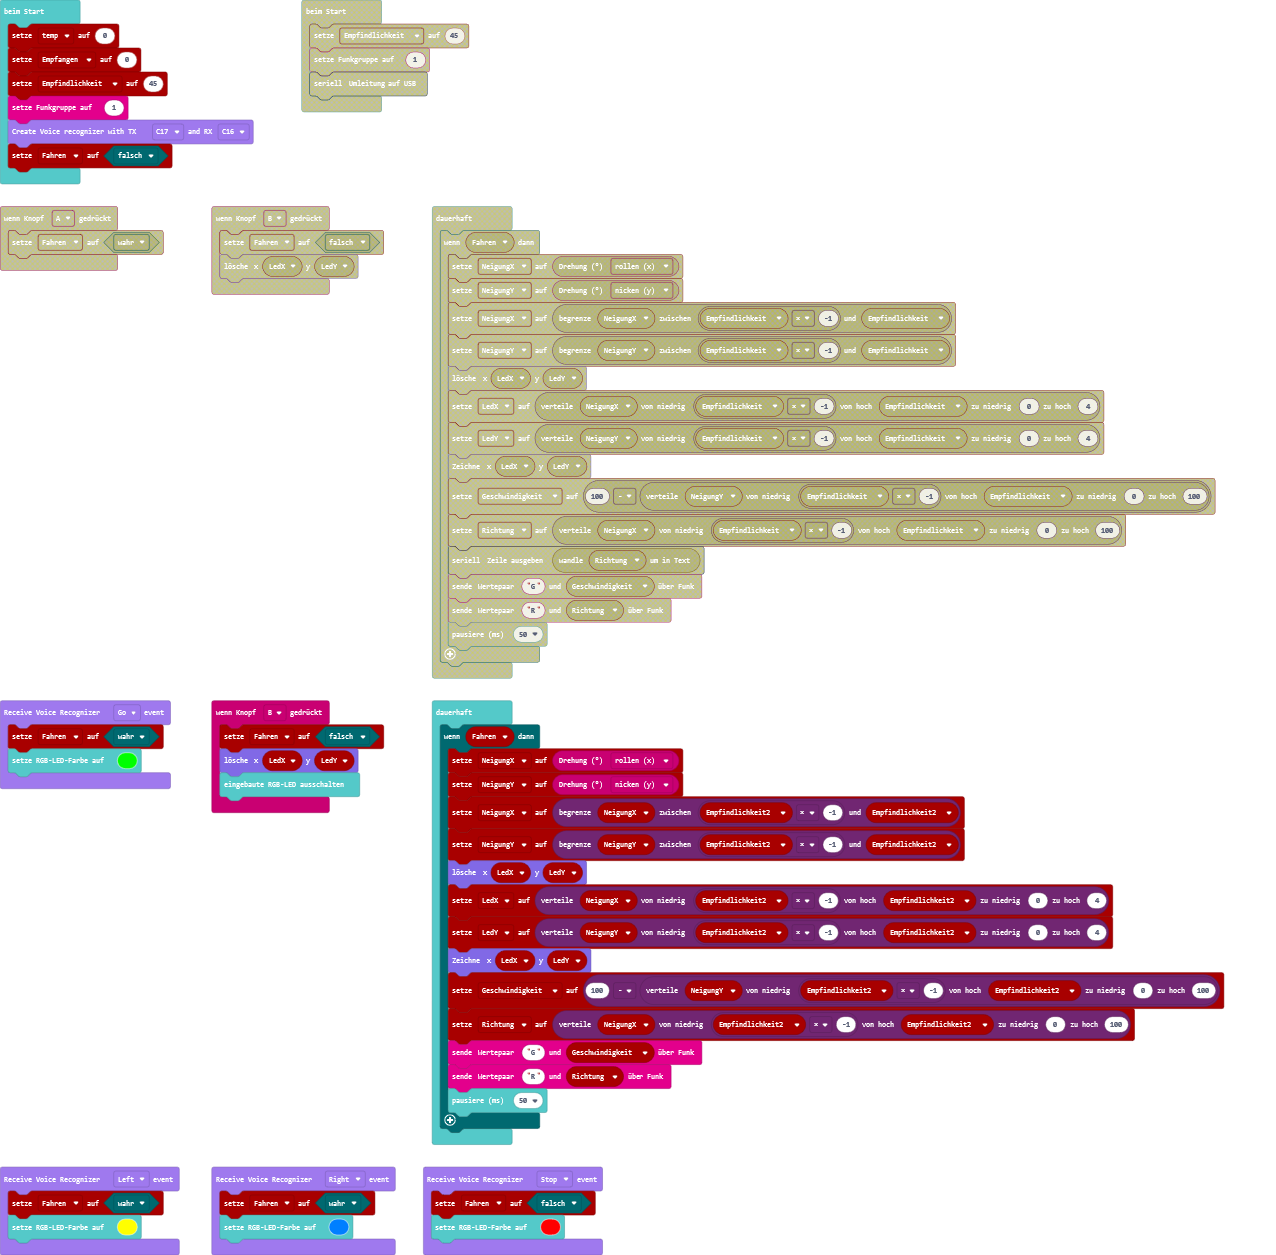 beim Start
setze temp auf 0
setze Empfangen auf 0
setze Empfindlichkeit auf 45
setze Funkgruppe auf 1
Create Voice recognizer with TX C17 and RX C16
setze Fahren auf falsch
beim Start
setze Empfindlichkeit auf 45
setze Funkgruppe auf 1
seriell Umleitung auf USB
wenn Knopf A gedrückt
setze Fahren auf wahr
wenn Knopf B gedrückt
setze Fahren auf falsch
lösche x LedX y LedY
dauerhaft
wenn Fahren dann
setze NeigungX auf Drehung (°) rollen (x)
setze NeigungY auf Drehung (°) nicken (y)
setze NeigungX auf begrenze NeigungX zwischen Empfindlichkeit × -1 und Empfindlichkeit
setze NeigungY auf begrenze NeigungY zwischen Empfindlichkeit × -1 und Empfindlichkeit
lösche x LedX y LedY
setze LedX auf verteile NeigungX von niedrig Empfindlichkeit × -1 von hoch Empfindlichkeit zu niedrig 0 zu hoch 4
setze LedY auf verteile NeigungY von niedrig Empfindlichkeit × -1 von hoch Empfindlichkeit zu niedrig 0 zu hoch 4
Zeichne x LedX y LedY
setze Geschwindigkeit auf 100 - verteile NeigungY von niedrig Empfindlichkeit × -1 von hoch Empfindlichkeit zu niedrig 0 zu hoch 100
setze Richtung auf verteile NeigungX von niedrig Empfindlichkeit × -1 von hoch Empfindlichkeit zu niedrig 0 zu hoch 100
seriell Zeile ausgeben wandle Richtung um in Text
sende Wertepaar "G" und Geschwindigkeit über Funk
sende Wertepaar "R" und Richtung über Funk
pausiere (ms) 50
Receive Voice Recognizer Go event
setze Fahren auf wahr
setze RGB-LED-Farbe auf
wenn Knopf B gedrückt
setze Fahren auf falsch
lösche x LedX y LedY
eingebaute RGB-LED ausschalten
dauerhaft
wenn Fahren dann
setze NeigungX auf Drehung (°) rollen (x)
setze NeigungY auf Drehung (°) nicken (y)
setze NeigungX auf begrenze NeigungX zwischen Empfindlichkeit2 × -1 und Empfindlichkeit2
setze NeigungY auf begrenze NeigungY zwischen Empfindlichkeit2 × -1 und Empfindlichkeit2
lösche x LedX y LedY
setze LedX auf verteile NeigungX von niedrig Empfindlichkeit2 × -1 von hoch Empfindlichkeit2 zu niedrig 0 zu hoch 4
setze LedY auf verteile NeigungY von niedrig Empfindlichkeit2 × -1 von hoch Empfindlichkeit2 zu niedrig 0 zu hoch 4
Zeichne x LedX y LedY
setze Geschwindigkeit auf 100 - verteile NeigungY von niedrig Empfindlichkeit2 × -1 von hoch Empfindlichkeit2 zu niedrig 0 zu hoch 100
setze Richtung auf verteile NeigungX von niedrig Empfindlichkeit2 × -1 von hoch Empfindlichkeit2 zu niedrig 0 zu hoch 100
sende Wertepaar "G" und Geschwindigkeit über Funk
sende Wertepaar "R" und Richtung über Funk
pausiere (ms) 50
Receive Voice Recognizer Left event
setze Fahren auf wahr
setze RGB-LED-Farbe auf
Receive Voice Recognizer Right event
setze Fahren auf wahr
setze RGB-LED-Farbe auf
Receive Voice Recognizer Stop event
setze Fahren auf falsch
setze RGB-LED-Farbe auf